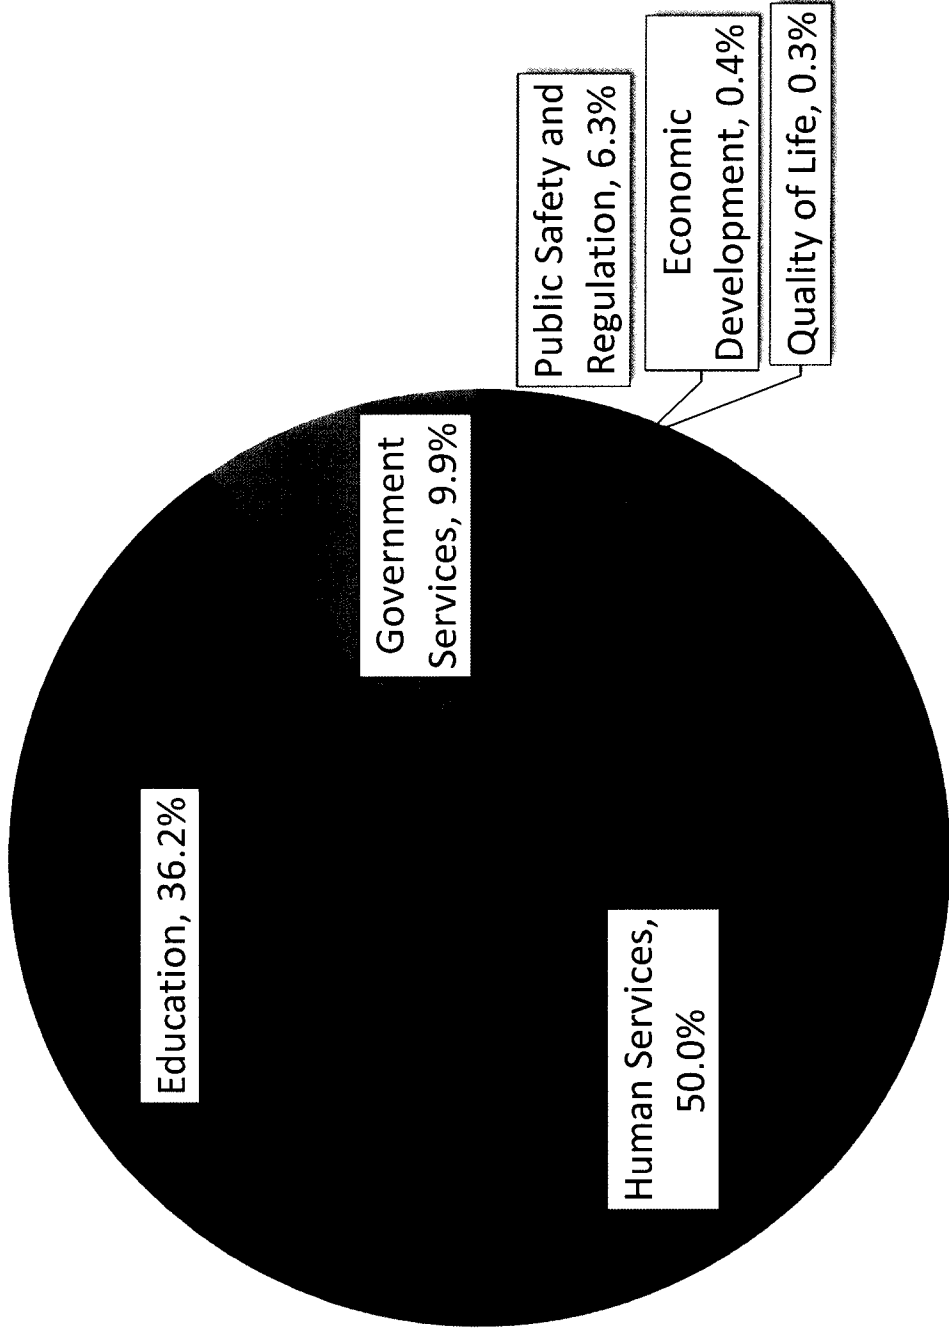 Education, 36.2%
Government
Services, 9.9%
Public Safety and
Regulation, 6.3%
Economic
Development, 0.4%
Quality of Life, 0.3%
Human Services,
50.0%